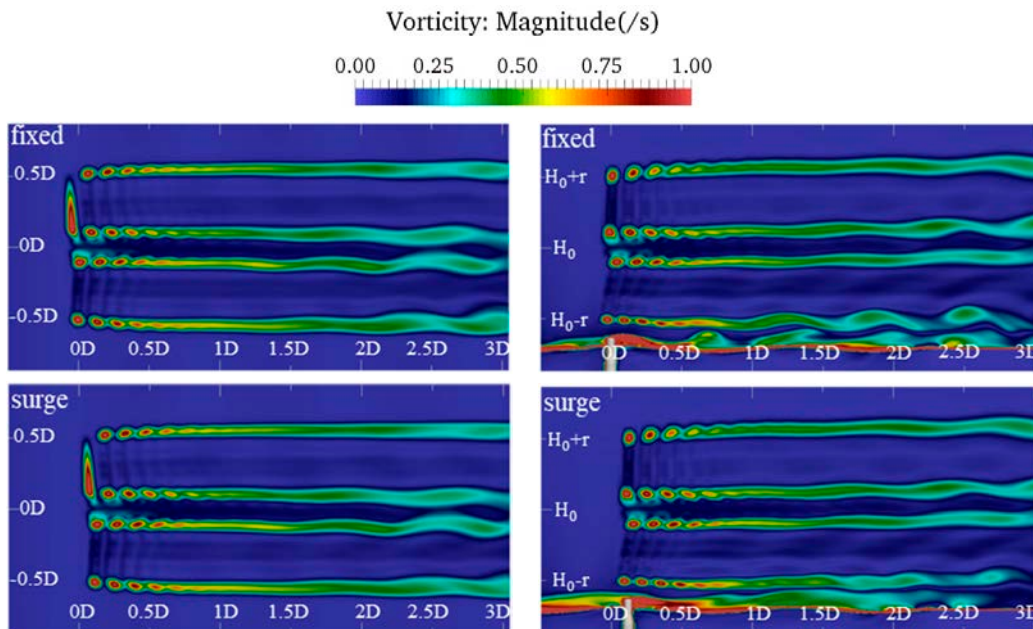 Vorticity: Magnitude(/s)
0.00 0.25 0.50 0.75 1.00
fixed
0.5D
0D
-0.5D
0D 0.5D 1D 1.5D 2D 2.5D 3D
fixed
H₀+r
H₀
H₀-r
0D 0.5D 1D 1.5D 2D 2.5D 3D
surge
0.5D
0D
-0.5D
0D 0.5D 1D 1.5D 2D 2.5D 3D
surge
H₀+r
H₀
H₀-r
0D 0.5D 1D 1.5D 2D 2.5D 3D